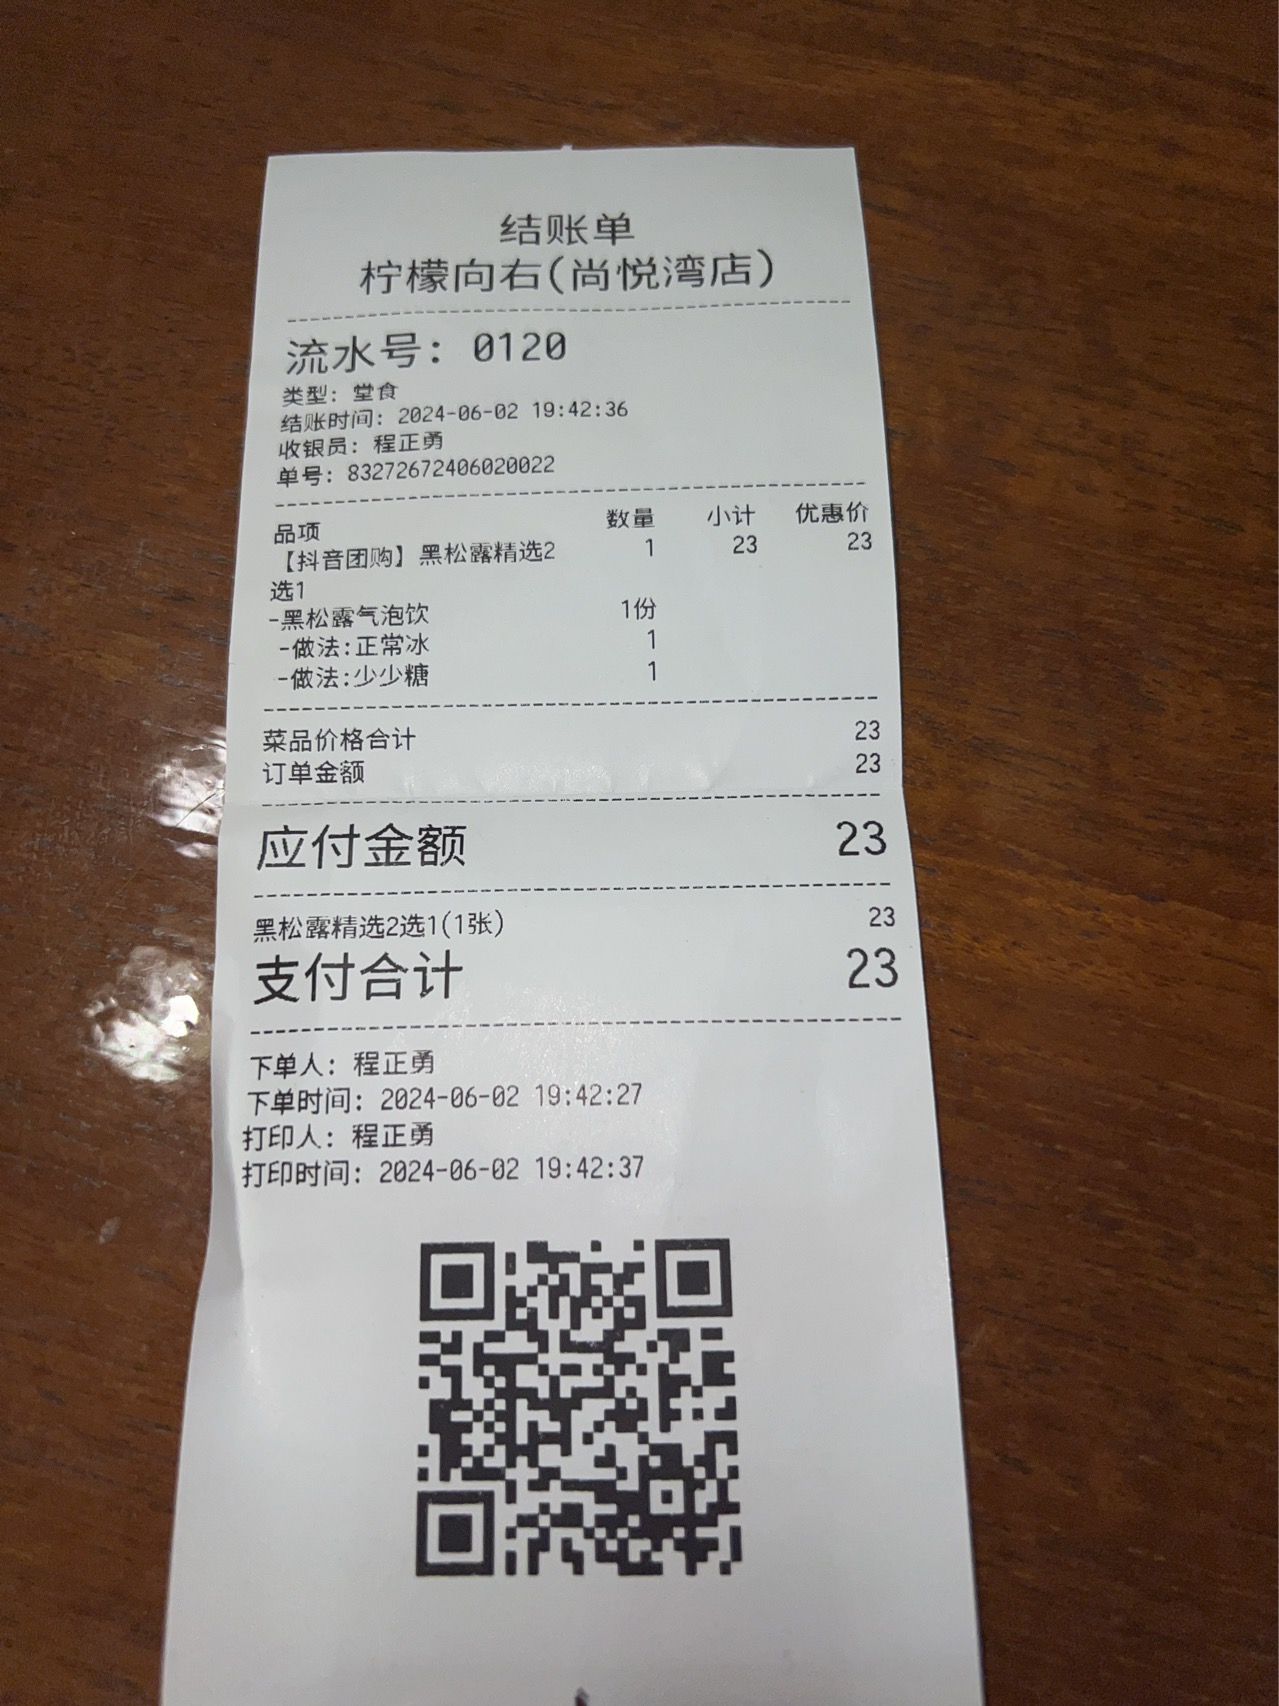 结账单
柠檬向右(尚悦湾店)
流水号: 0120
类型: 堂食
结账时间: 2024-06-02 19:42:36
收银员: 程正勇
单号: 83272672406020022
品项 数量 小计 优惠价
【抖音团购】黑松露精选2 1 23 23
选1
-黑松露气泡饮 1份
-做法:正常冰 1
-做法:少少糖 1
菜品价格合计 23
订单金额 23
应付金额 23
黑松露精选2选1(1张) 23
支付合计 23
下单人: 程正勇
下单时间: 2024-06-02 19:42:27
打印人: 程正勇
打印时间: 2024-06-02 19:42:37